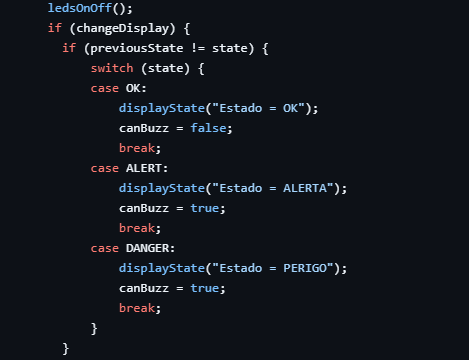 ledsOnOff();
if (changeDisplay) {
if (previousState != state) {
switch (state) {
case OK:
displayState("Estado = OK");
canBuzz = false;
break;
case ALERT:
displayState("Estado = ALERTA");
canBuzz = true;
break;
case DANGER:
displayState("Estado = PERIGO");
canBuzz = true;
break;
}
}